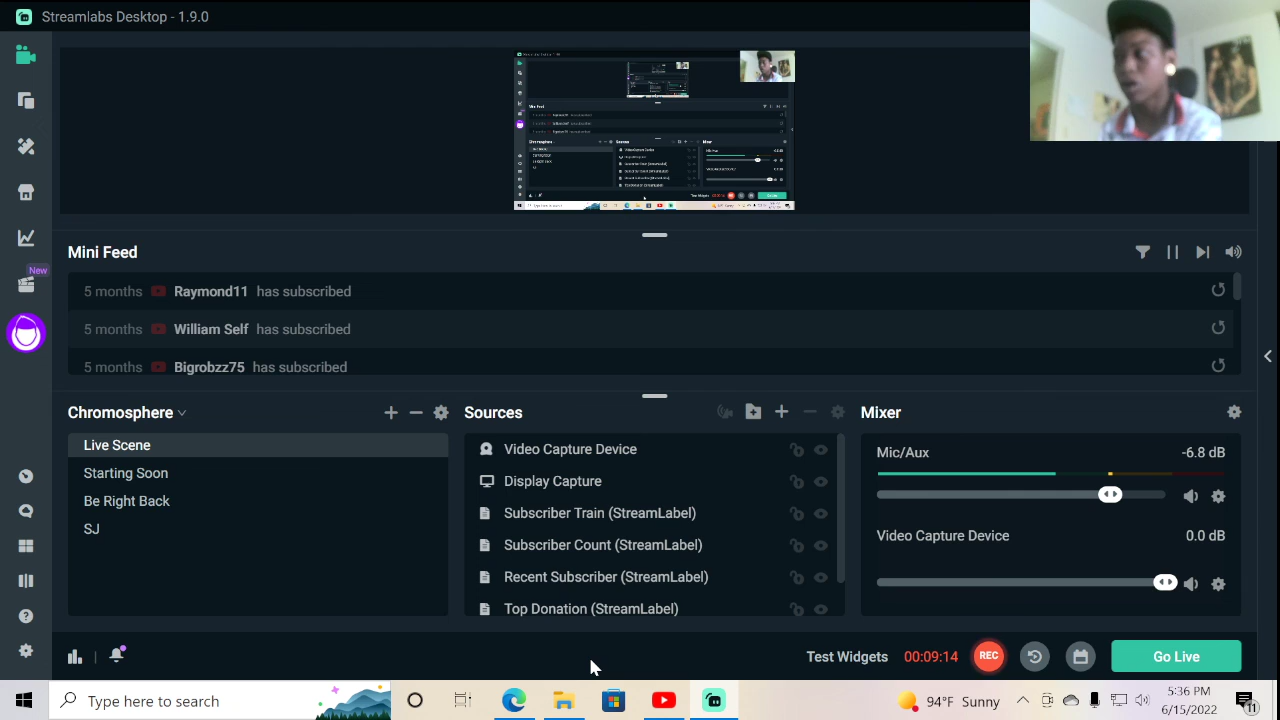 Streamlabs Desktop - 1.9.0
New
Mini Feed
5 months Raymond11 has subscribed
5 months William Self has subscribed
5 months Bigrobzz75 has subscribed
Chromosphere
Live Scene
Starting Soon
Be Right Back
SJ
Sources
Video Capture Device
Display Capture
Subscriber Train (StreamLabel)
Subscriber Count (StreamLabel)
Recent Subscriber (StreamLabel)
Top Donation (StreamLabel)
Mixer
Mic/Aux -6.8 dB
Video Capture Device 0.0 dB
Test Widgets 00:09:14 REC Go Live
Type here to search
94°F Sunny
5:36 PM
6/15/2022
11